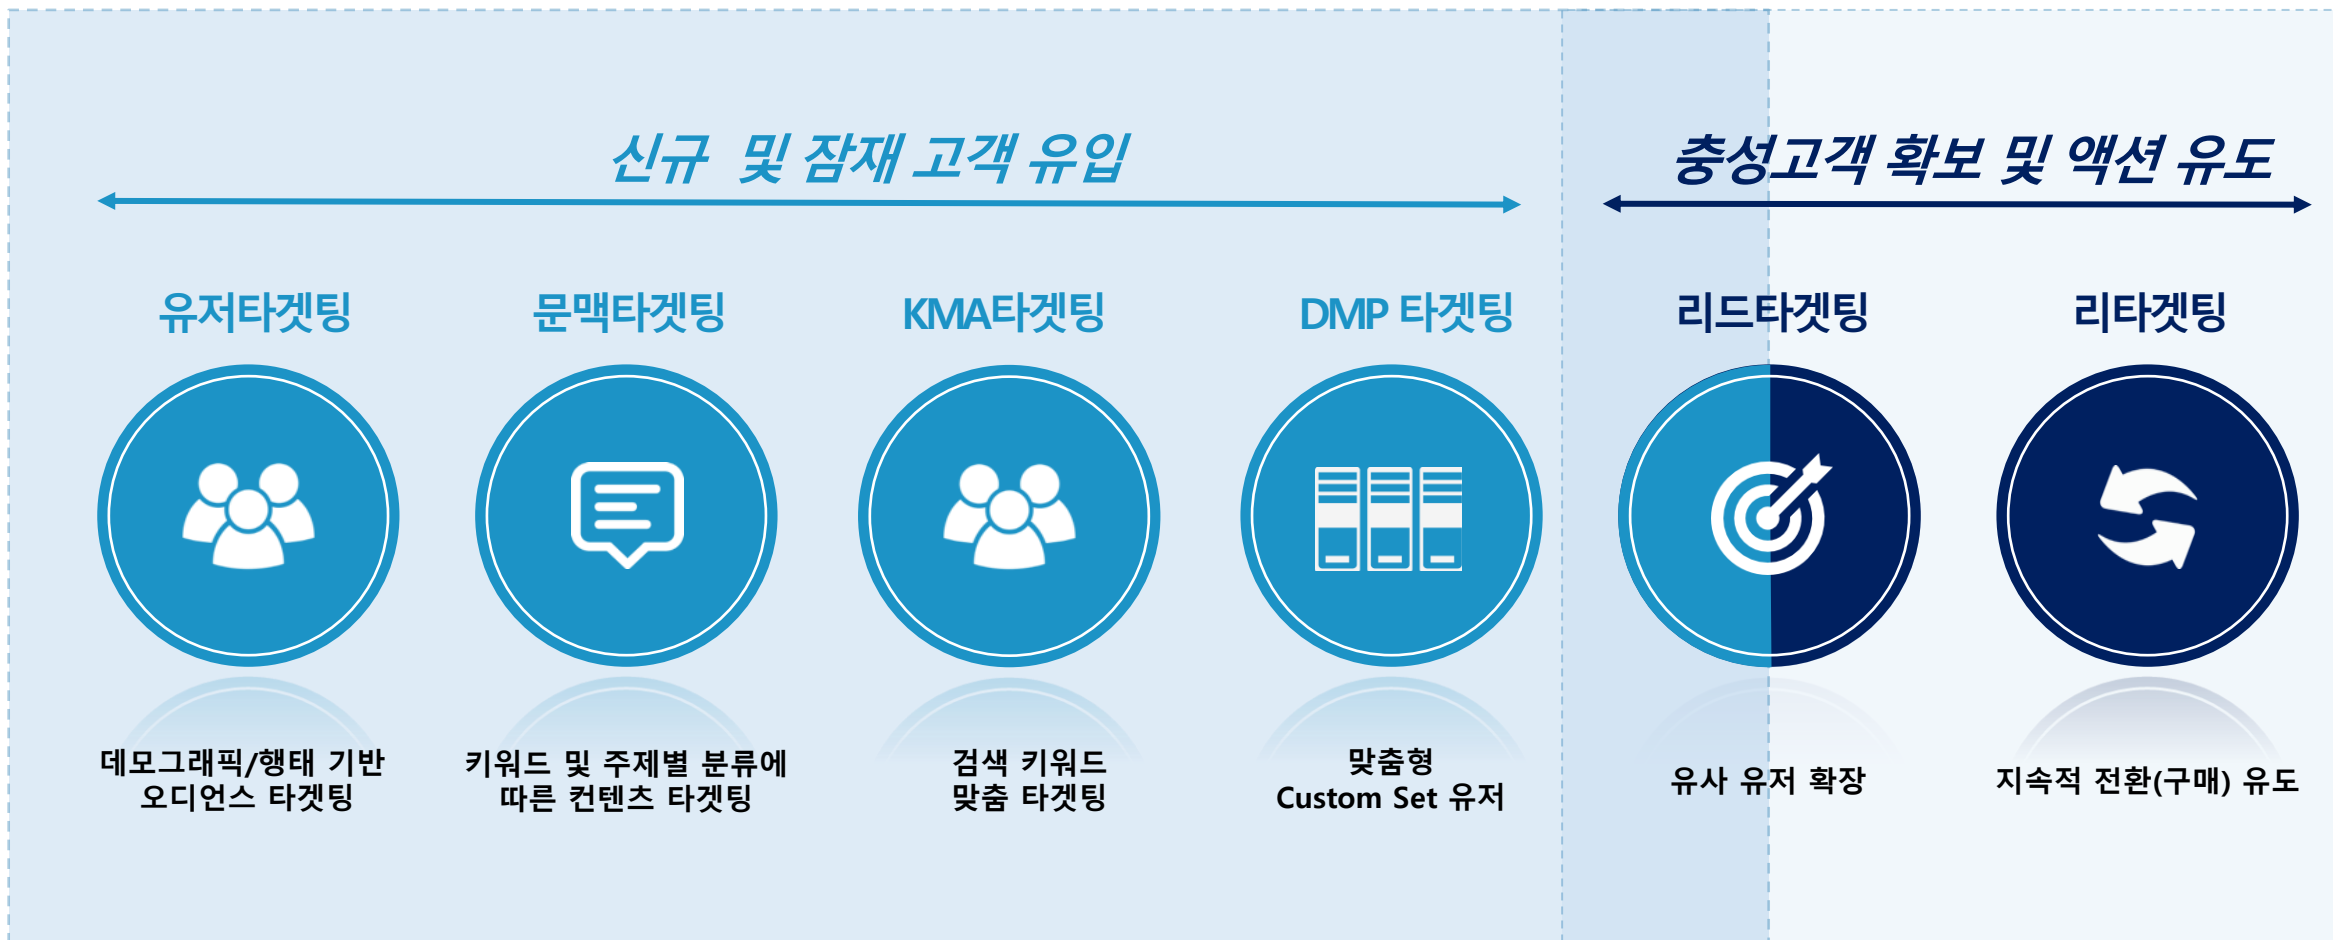 신규 및 잠재 고객 유입
충성고객 확보 및 액션 유도
유저타겟팅
문맥타겟팅
KMA타겟팅
DMP 타겟팅
리드타겟팅
리타겟팅
데모그래픽/행태 기반
오디언스 타겟팅
키워드 및 주제별 분류에
따른 컨텐츠 타겟팅
검색 키워드
맞춤 타겟팅
맞춤형
Custom Set 유저
유사 유저 확장
지속적 전환(구매) 유도